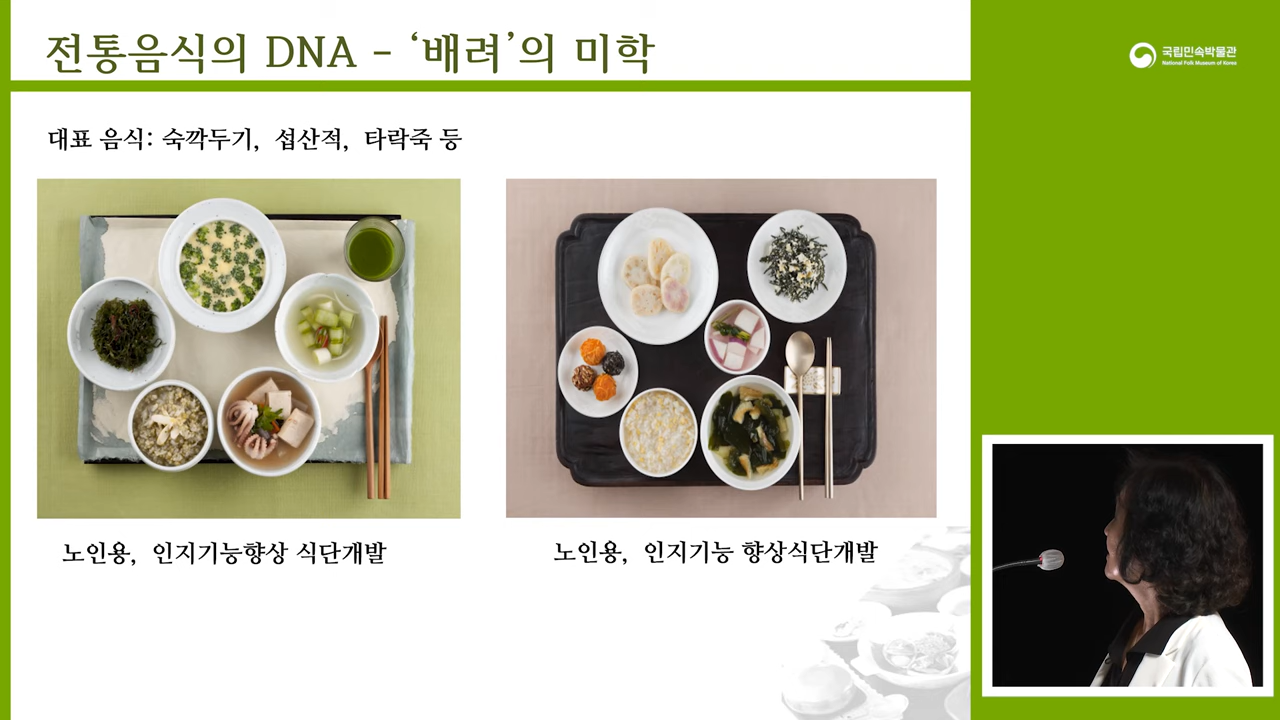 전통음식의 DNA - ‘배려’의 미학
국립민속박물관
National Folk Museum of Korea
대표 음식: 숙깍두기, 섭산적, 타락죽 등
노인용, 인지기능향상 식단개발
노인용, 인지기능 향상식단개발